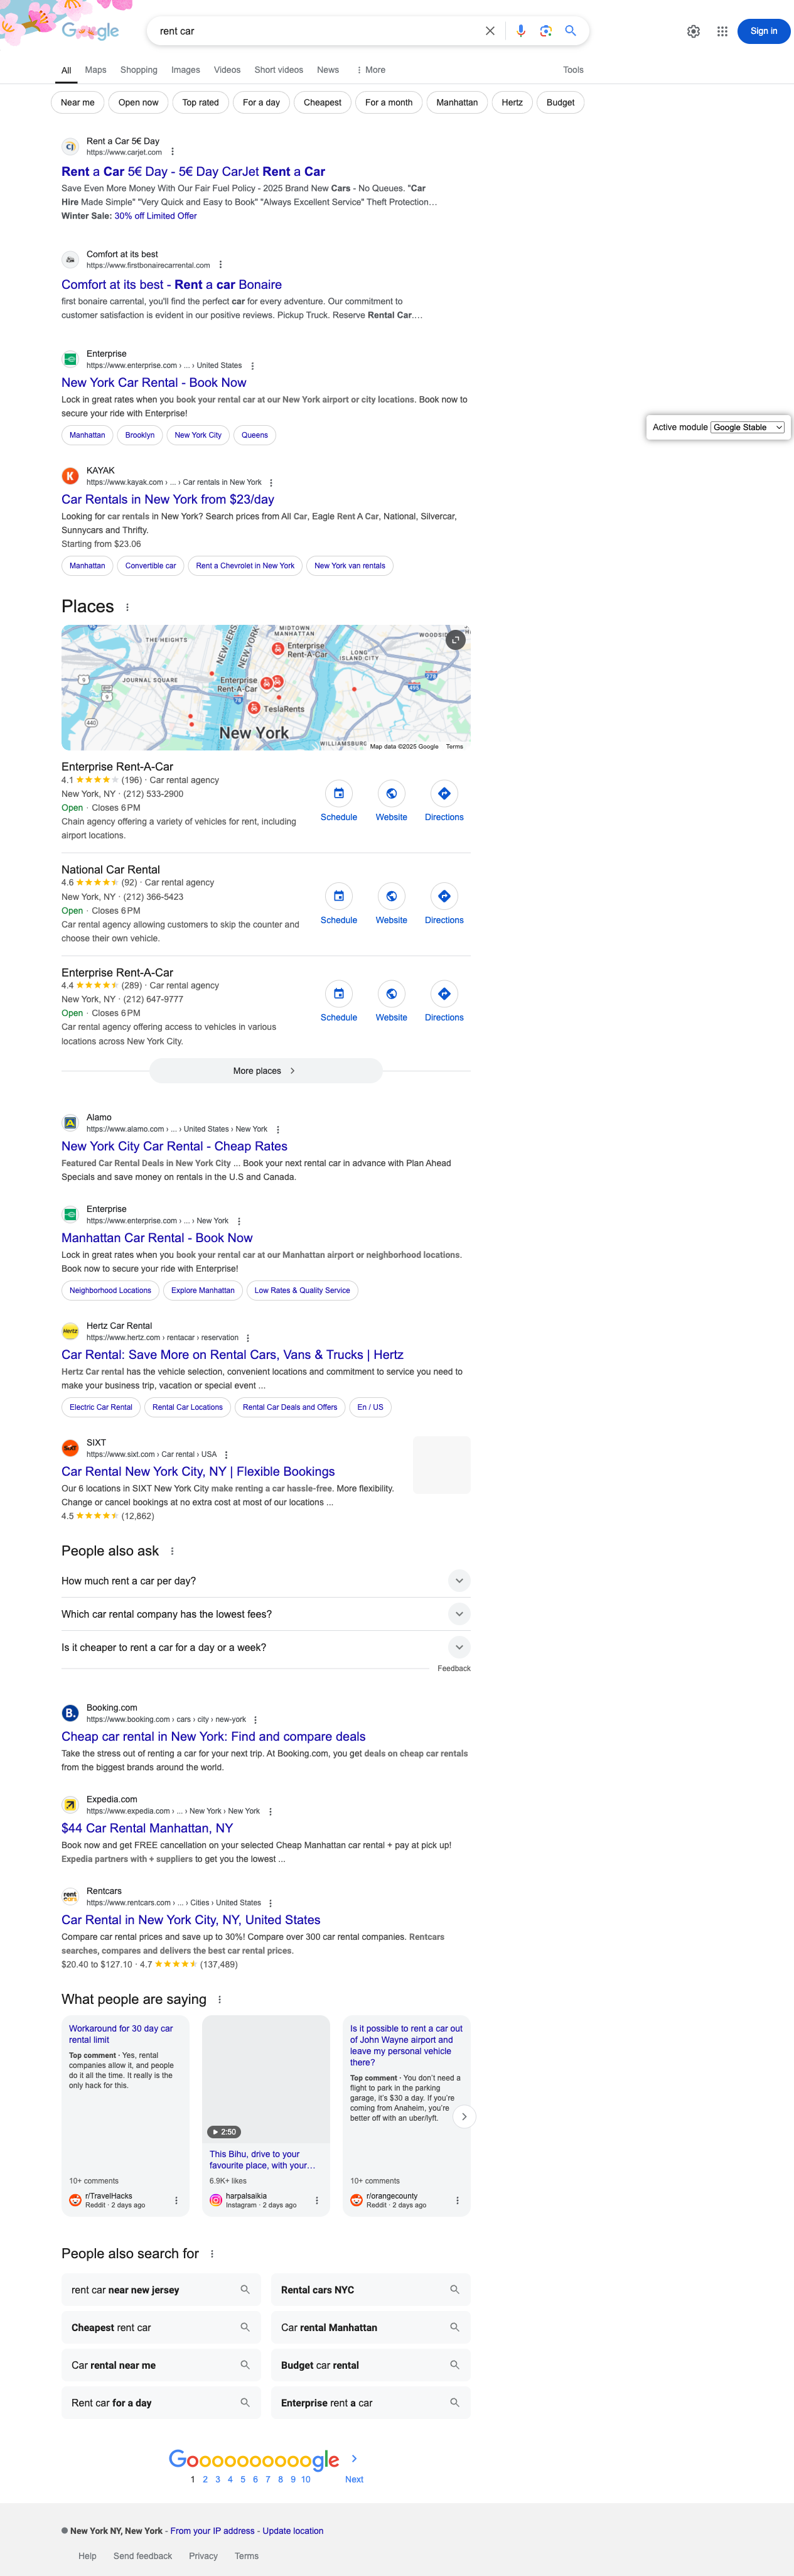 Google
rent car
Sign in
All Maps Shopping Images Videos Short videos News More Tools
Near me Open now Top rated For a day Cheapest For a month Manhattan Hertz Budget
Rent a Car 5€ Day
https://www.carjet.com
Rent a Car 5€ Day - 5€ Day CarJet Rent a Car
Save Even More Money With Our Fair Fuel Policy - 2025 Brand New Cars - No Queues. "Car
Hire Made Simple" "Very Quick and Easy to Book" "Always Excellent Service" Theft Protection…
Winter Sale: 30% off Limited Offer
Comfort at its best
https://www.firstbonairecarrental.com
Comfort at its best - Rent a car Bonaire
first bonaire carrental, you'll find the perfect car for every adventure. Our commitment to
customer satisfaction is evident in our positive reviews. Pickup Truck. Reserve Rental Car.…
Enterprise
https://www.enterprise.com › ... › United States
New York Car Rental - Book Now
Lock in great rates when you book your rental car at our New York airport or city locations. Book now to
secure your ride with Enterprise!
Manhattan Brooklyn New York City Queens
Active module Google Stable
KAYAK
https://www.kayak.com › ... › Car rentals in New York
Car Rentals in New York from $23/day
Looking for car rentals in New York? Search prices from All Car, Eagle Rent A Car, National, Silvercar,
Sunnycars and Thrifty.
Starting from $23.06
Manhattan Convertible car Rent a Chevrolet in New York New York van rentals
Places
THE HEIGHTS
NEW JERSEY
NEW YORK
MIDTOWN
MANHATTAN
WOODSID
Enterprise
Rent-A-Car
LONG
ISLAND CITY
JOURNAL SQUARE
Enterprise
Rent-A-Car
TeslaRents
New York
WILLIAMSBURG
Map data ©2025 Google Terms
9
9
440
78
278
495
Enterprise Rent-A-Car
4.1 (196) · Car rental agency
New York, NY · (212) 533-2900
Open · Closes 6 PM
Chain agency offering a variety of vehicles for rent, including
airport locations.
Schedule Website Directions
National Car Rental
4.6 (92) · Car rental agency
New York, NY · (212) 366-5423
Open · Closes 6 PM
Car rental agency allowing customers to skip the counter and
choose their own vehicle.
Schedule Website Directions
Enterprise Rent-A-Car
4.4 (289) · Car rental agency
New York, NY · (212) 647-9777
Open · Closes 6 PM
Car rental agency offering access to vehicles in various
locations across New York City.
Schedule Website Directions
More places
Alamo
https://www.alamo.com › ... › United States › New York
New York City Car Rental - Cheap Rates
Featured Car Rental Deals in New York City ... Book your next rental car in advance with Plan Ahead
Specials and save money on rentals in the U.S and Canada.
Enterprise
https://www.enterprise.com › ... › New York
Manhattan Car Rental - Book Now
Lock in great rates when you book your rental car at our Manhattan airport or neighborhood locations.
Book now to secure your ride with Enterprise!
Neighborhood Locations Explore Manhattan Low Rates & Quality Service
Hertz
Hertz Car Rental
https://www.hertz.com › rentacar › reservation
Car Rental: Save More on Rental Cars, Vans & Trucks | Hertz
Hertz Car rental has the vehicle selection, convenient locations and commitment to service you need to
make your business trip, vacation or special event ...
Electric Car Rental Rental Car Locations Rental Car Deals and Offers En / US
SIXT
SIXT
https://www.sixt.com › Car rental › USA
Car Rental New York City, NY | Flexible Bookings
Our 6 locations in SIXT New York City make renting a car hassle-free. More flexibility.
Change or cancel bookings at no extra cost at most of our locations ...
4.5 (12,862)
People also ask
How much rent a car per day?
Which car rental company has the lowest fees?
Is it cheaper to rent a car for a day or a week?
Feedback
B.
Booking.com
https://www.booking.com › cars › city › new-york
Cheap car rental in New York: Find and compare deals
Take the stress out of renting a car for your next trip. At Booking.com, you get deals on cheap car rentals
from the biggest brands around the world.
Expedia.com
https://www.expedia.com › ... › New York › New York
$44 Car Rental Manhattan, NY
Book now and get FREE cancellation on your selected Cheap Manhattan car rental + pay at pick up!
Expedia partners with + suppliers to get you the lowest ...
rent
cars
Rentcars
https://www.rentcars.com › ... › Cities › United States
Car Rental in New York City, NY, United States
Compare car rental prices and save up to 30%! Compare over 300 car rental companies. Rentcars
searches, compares and delivers the best car rental prices.
$20.40 to $127.10 · 4.7 (137,489)
What people are saying
Workaround for 30 day car
rental limit
Top comment · Yes, rental
companies allow it, and people
do it all the time. It really is the
only hack for this.
10+ comments
r/TravelHacks
Reddit · 2 days ago
2:50
This Bihu, drive to your
favourite place, with your…
6.9K+ likes
harpalsaikia
Instagram · 2 days ago
Is it possible to rent a car out
of John Wayne airport and
leave my personal vehicle
there?
Top comment · You don't need a
flight to park in the parking
garage, it's $30 a day. If you're
coming from Anaheim, you're
better off with an uber/lyft.
10+ comments
r/orangecounty
Reddit · 2 days ago
People also search for
rent car near new jersey
Rental cars NYC
Cheapest rent car
Car rental Manhattan
Car rental near me
Budget car rental
Rent car for a day
Enterprise rent a car
Goooooooooogle
1 2 3 4 5 6 7 8 9 10 Next
New York NY, New York - From your IP address - Update location
Help Send feedback Privacy Terms